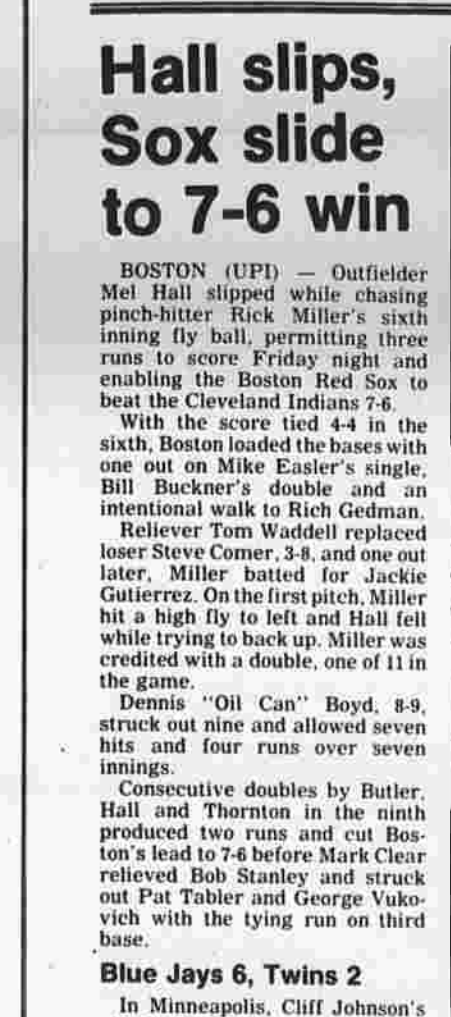 Hall slips,
Sox slide
to 7-6 win
BOSTON (UPI) — Outfielder
Mel Hall slipped while chasing
pinch-hitter Rick Miller's sixth
inning fly ball, permitting three
runs to score Friday night and
enabling the Boston Red Sox to
beat the Cleveland Indians 7-6.
With the score tied 4-4 in the
sixth, Boston loaded the bases with
one out on Mike Easler's single,
Bill Buckner's double and an
intentional walk to Rich Gedman.
Reliever Tom Waddell replaced
loser Steve Comer, 3-8, and one out
later, Miller batted for Jackie
Gutierrez. On the first pitch, Miller
hit a high fly to left and Hall fell
while trying to back up. Miller was
credited with a double, one of 11 in
the game.
Dennis "Oil Can" Boyd, 8-9,
struck out nine and allowed seven
hits and four runs over seven
innings.
Consecutive doubles by Butler,
Hall and Thornton in the ninth
produced two runs and cut Bos-
ton's lead to 7-6 before Mark Clear
relieved Bob Stanley and struck
out Pat Tabler and George Vuko-
vich with the tying run on third
base.
Blue Jays 6, Twins 2
In Minneapolis, Cliff Johnson's